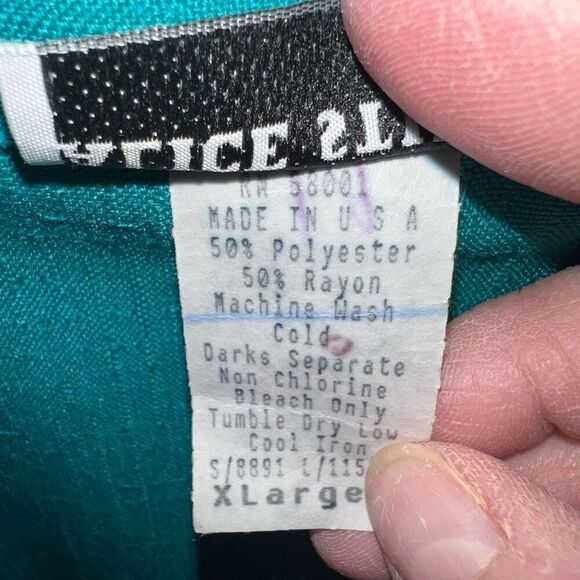 ALICE
RN 58001
MADE IN U S A
50% Polyester
50% Rayon
Machine Wash
Cold
Darks Separate
Non Chlorine
Bleach Only
Tumble Dry Low
Cool Iron
S/8891 L/115
XLarge